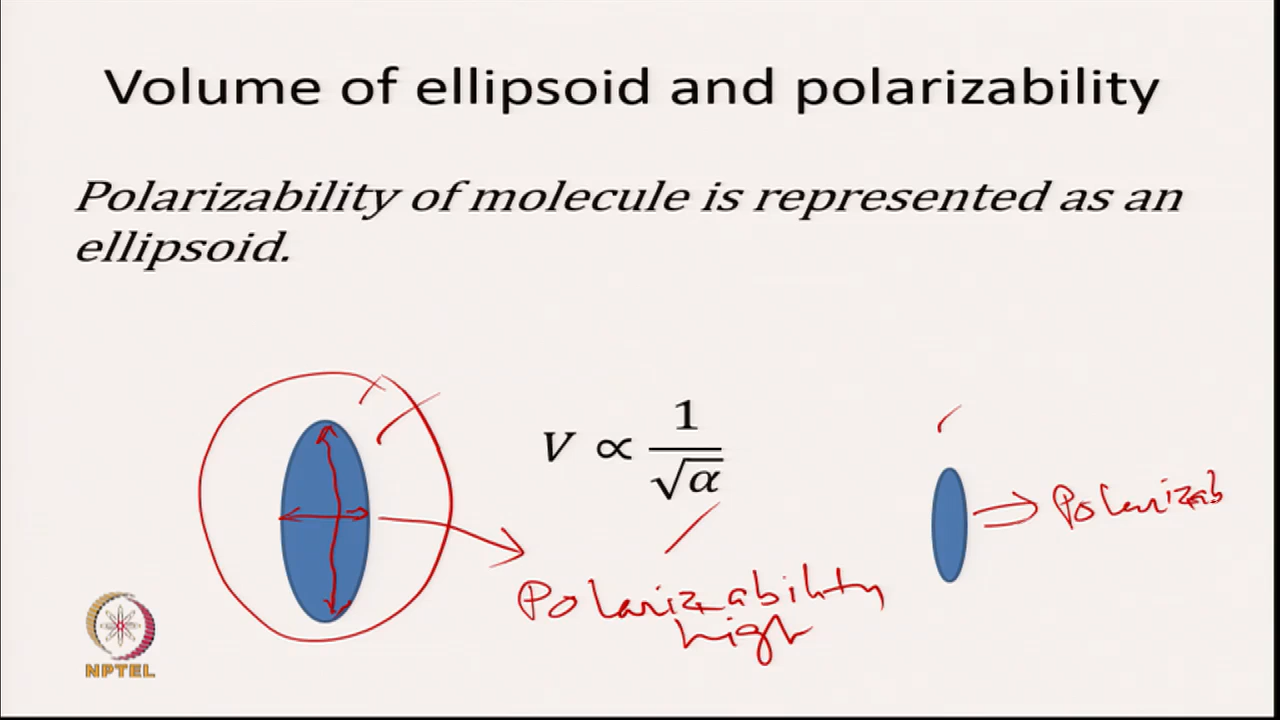 Volume of ellipsoid and polarizability
Polarizability of molecule is represented as an
ellipsoid.
V ∝ 1/√α
Polarizab
Polarizability
high
NPTEL